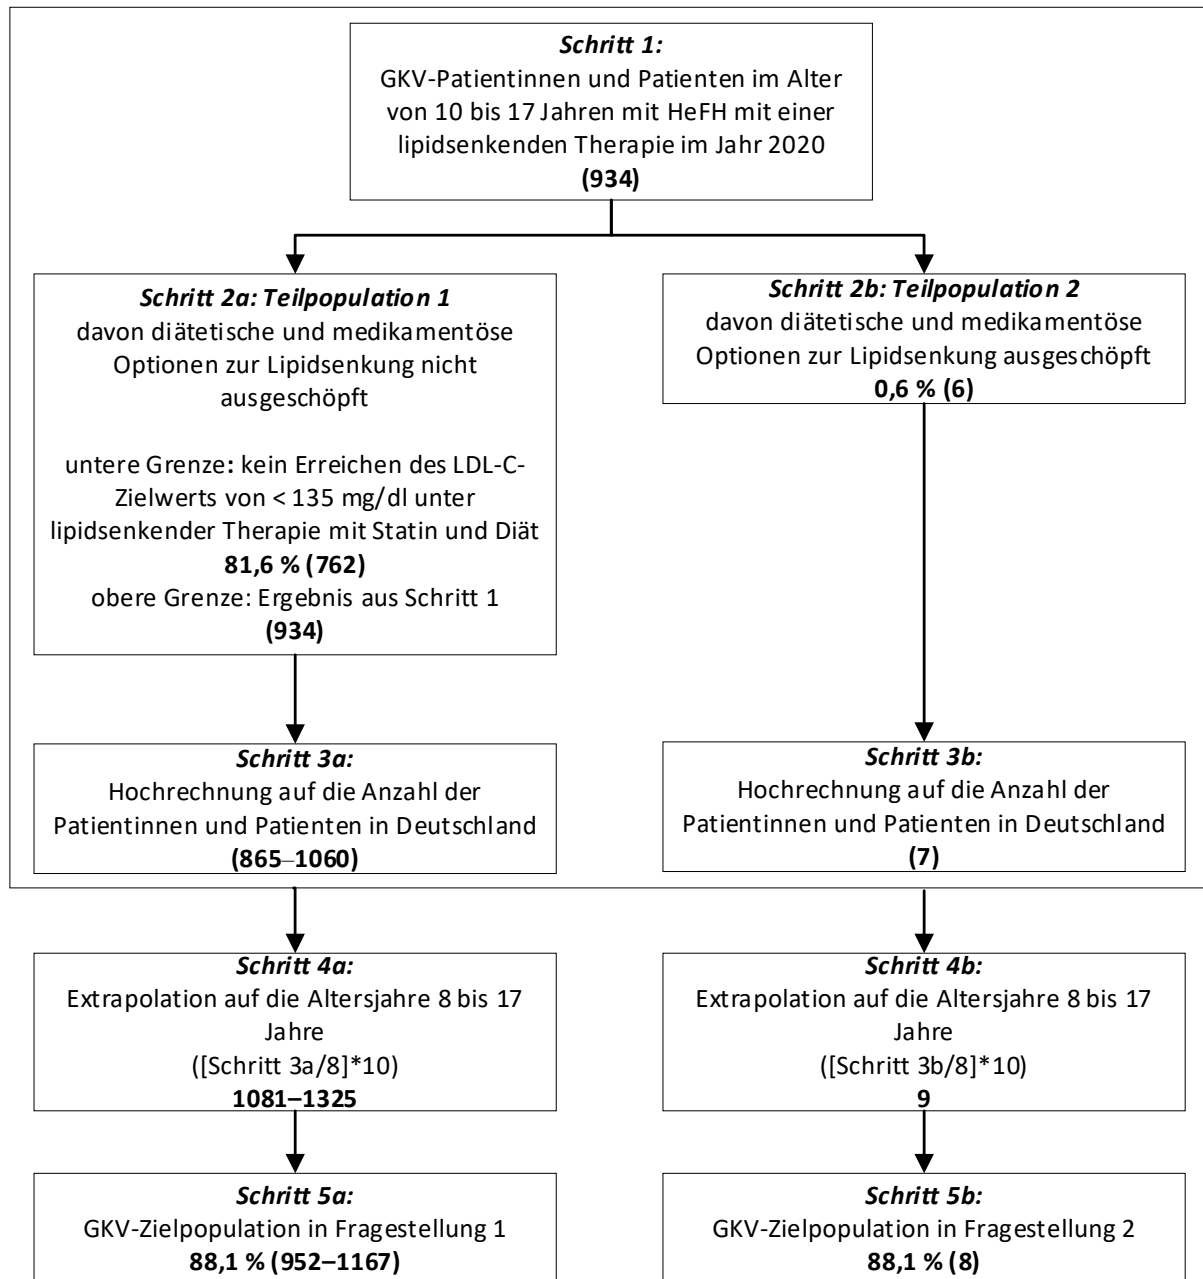 Schritt 1:
GKV-Patientinnen und Patienten im Alter
von 10 bis 17 Jahren mit HeFH mit einer
lipidsenkenden Therapie im Jahr 2020
(934)
Schritt 2a: Teilpopulation 1
davon diätetische und medikamentöse
Optionen zur Lipidsenkung nicht
ausgeschöpft
untere Grenze: kein Erreichen des LDL-C-
Zielwerts von < 135 mg/dl unter
lipidsenkender Therapie mit Statin und Diät
81,6 % (762)
obere Grenze: Ergebnis aus Schritt 1
(934)
Schritt 2b: Teilpopulation 2
davon diätetische und medikamentöse
Optionen zur Lipidsenkung ausgeschöpft
0,6 % (6)
Schritt 3a:
Hochrechnung auf die Anzahl der
Patientinnen und Patienten in Deutschland
(865–1060)
Schritt 3b:
Hochrechnung auf die Anzahl der
Patientinnen und Patienten in Deutschland
(7)
Schritt 4a:
Extrapolation auf die Altersjahre 8 bis 17
Jahre
([Schritt 3a/8]*10)
1081–1325
Schritt 4b:
Extrapolation auf die Altersjahre 8 bis 17
Jahre
([Schritt 3b/8]*10)
9
Schritt 5a:
GKV-Zielpopulation in Fragestellung 1
88,1 % (952–1167)
Schritt 5b:
GKV-Zielpopulation in Fragestellung 2
88,1 % (8)